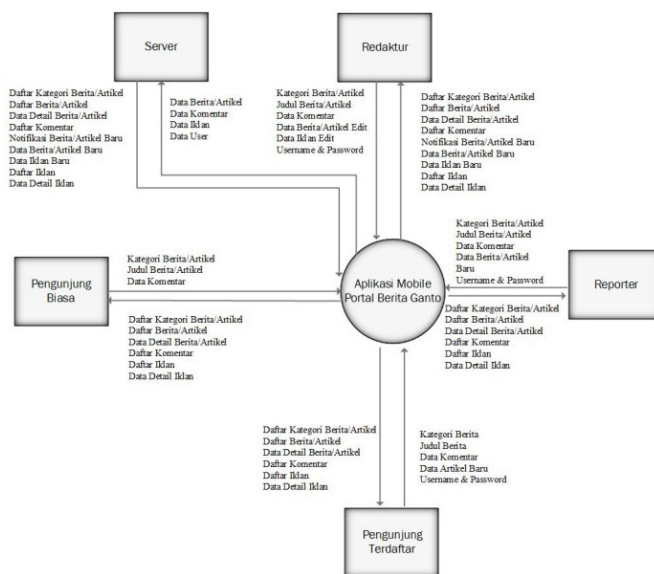 Server
Redaktur
Daftar Kategori Berita/Artikel
Daftar Berita/Artikel
Data Detail Berita/Artikel
Daftar Komentar
Notifikasi Berita/Artikel Baru
Data Berita/Artikel Baru
Data Iklan Baru
Daftar Iklan
Data Detail Iklan
Data Berita/Artikel
Data Komentar
Data Iklan
Data User
Kategori Berita/Artikel
Judul Berita/Artikel
Data Komentar
Data Berita/Artikel Edit
Data Iklan Edit
Username & Password
Daftar Kategori Berita/Artikel
Daftar Berita/Artikel
Data Detail Berita/Artikel
Daftar Komentar
Notifikasi Berita/Artikel Baru
Data Berita/Artikel Baru
Data Iklan Baru
Daftar Iklan
Data Detail Iklan
Pengunjung
Biasa
Kategori Berita/Artikel
Judul Berita/Artikel
Data Komentar
Daftar Kategori Berita/Artikel
Daftar Berita/Artikel
Data Detail Berita/Artikel
Daftar Komentar
Daftar Iklan
Data Detail Iklan
Aplikasi Mobile
Portal Berita Ganto
Kategori Berita/Artikel
Judul Berita/Artikel
Data Komentar
Data Berita/Artikel
Baru
Username & Password
Reporter
Daftar Kategori Berita/Artikel
Daftar Berita/Artikel
Data Detail Berita/Artikel
Daftar Komentar
Daftar Iklan
Data Detail Iklan
Daftar Kategori Berita/Artikel
Daftar Berita/Artikel
Data Detail Berita/Artikel
Daftar Komentar
Daftar Iklan
Data Detail Iklan
Kategori Berita
Judul Berita
Data Komentar
Data Artikel Baru
Username & Password
Pengunjung
Terdaftar